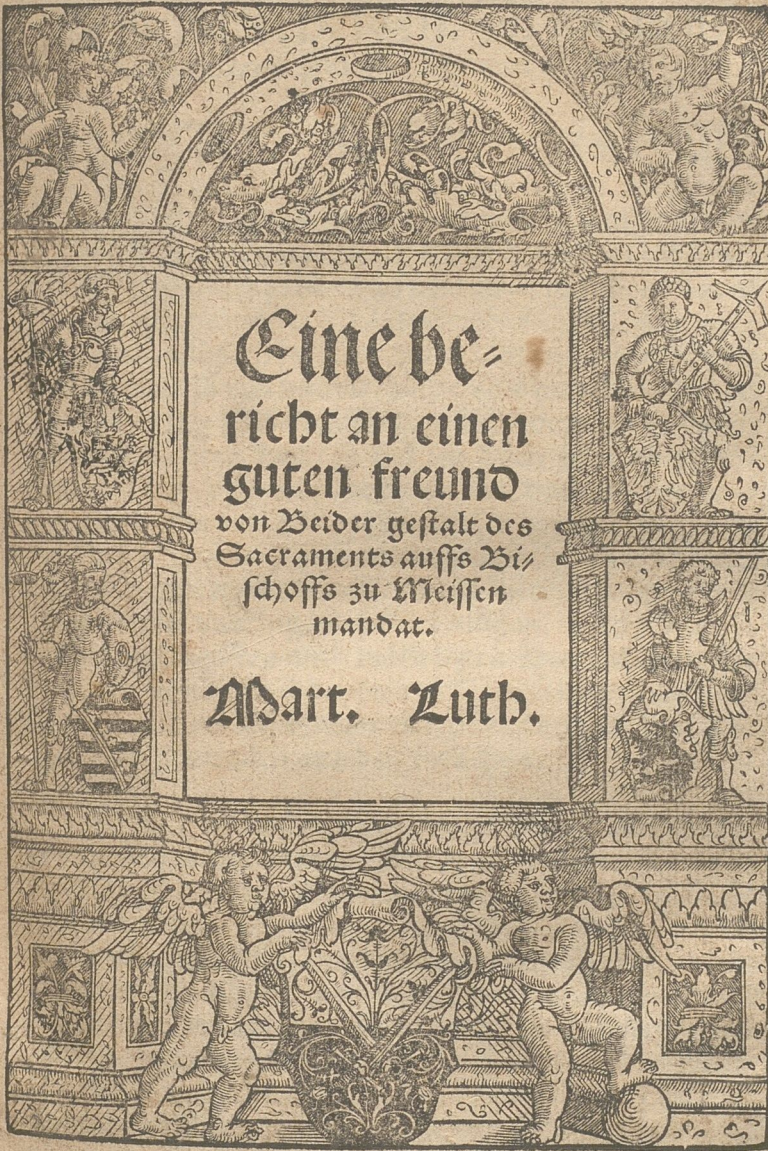 Eine be⸗
richt an einen
guten freund
von Beider gestalt des
Sacraments auffs Bi⸗
schoffs zu Meissen
mandat.
Mart. Luth.